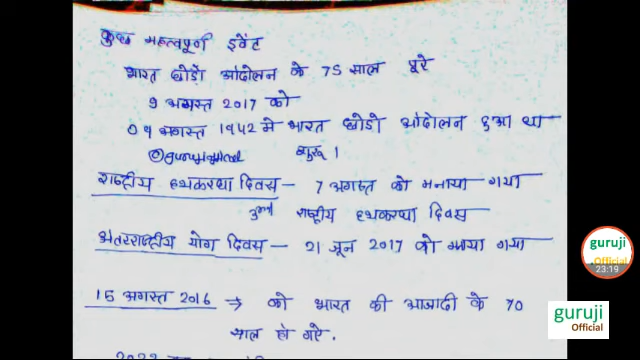 कुछ महत्वपूर्ण इवेंट
भारत छोड़ो आंदोलन के 75 साल पूरे
9 अगस्त 2017 को
09 अगस्त 1942 मे भारत छोडो आंदोलन हुआ था
शुरू।
राष्ट्रीय हथकरघा दिवस - 7 अगस्त को मनाया गया
3rd राष्ट्रीय हथकरघा दिवस
अंतरराष्ट्रीय योग दिवस - 21 जून 2017 को मनाया गया
15 अगस्त 2016 → को भारत की आजादी के 70
साल हो गऐ.
guruji
Official
23:19
guruji
Official